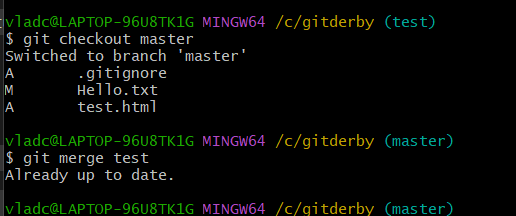 vladc@LAPTOP-96U8TK1G MINGW64 /c/gitderby (test)
$ git checkout master
Switched to branch 'master'
A       .gitignore
M       Hello.txt
A       test.html
vladc@LAPTOP-96U8TK1G MINGW64 /c/gitderby (master)
$ git merge test
Already up to date.
vladc@LAPTOP-96U8TK1G MINGW64 /c/gitderby (master)